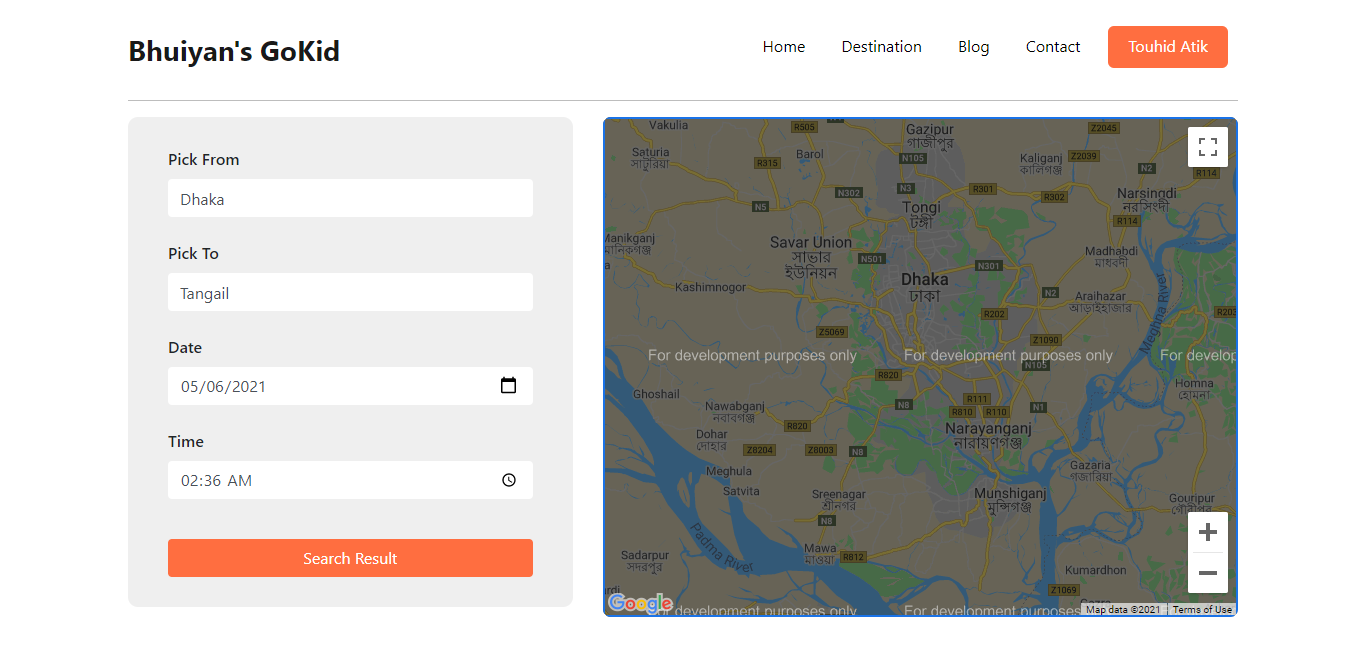 Bhuiyan's GoKid
Home
Destination
Blog
Contact
Touhid Atik
Pick From
Dhaka
Pick To
Tangail
Date
05/06/2021
Time
02:36 AM
Search Result
Vakulia
R505
Gazipur
গাজীপুর
Z2045
Saturia
সাটুরিয়া
R315
Barol
N105
Kaliganj
কালিগঞ্জ
Z2039
N2
R114
N302
N3
R301
R302
Narsingdi
নরসিংদী
N5
Tongi
টঙ্গী
R114
Manikganj
মানিকগঞ্জ
Savar Union
সাভার
ইউনিয়ন
N501
N301
Madhabdi
মাধবদী
Kashimnogor
Dhaka
ঢাকা
N2
Araihazar
আড়াইহাজার
Meghna River
R202
R203
Z5069
Z1090
For development purposes only
For development purposes only
For develop
N105
R820
Homna
হোমনা
Ghoshail
Nawabganj
নবাবগঞ্জ
N8
R111
R810
R110
N1
R820
Narayanganj
নারায়ণগঞ্জ
Dohar
দোহার
Z8204
Z8003
N8
Meghula
Gazaria
গজারিয়া
Satvita
Sreenagar
শ্রীনগর
Munshiganj
মুন্সিগঞ্জ
Gouripur
গৌরীপুর
N8
Padma River
Sadarpur
সদরপুর
Mawa
মাওয়া
R812
Kumardhon
Z1069
Google
For development purposes only
For development purposes only
Map data ©2021
Terms of Use